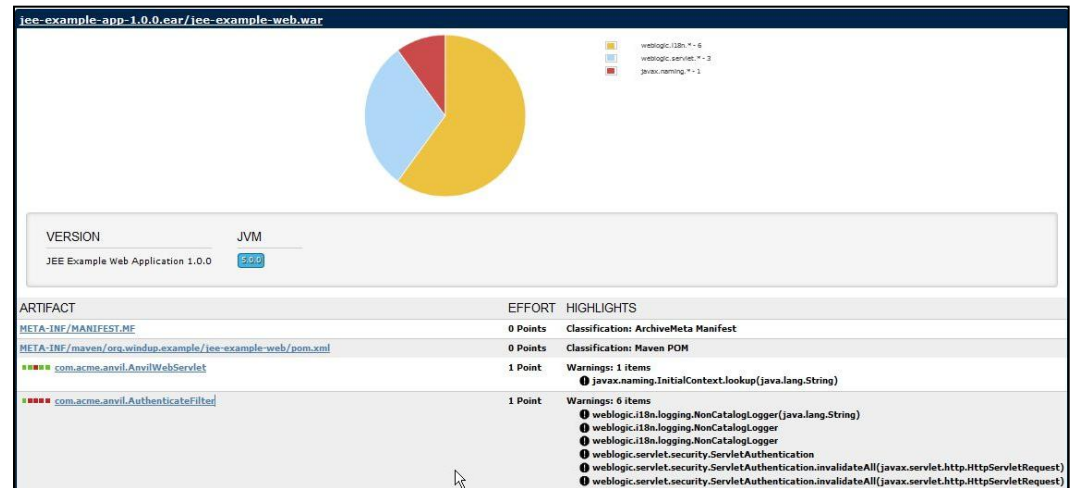 jee-example-app-1.0.0.ear/jee-example-web.war
weblogic.i18n.* - 6
weblogic.servlet.* - 3
javax.naming.* - 1
VERSION JVM
JEE Example Web Application 1.0.0 5.0.0
ARTIFACT EFFORT HIGHLIGHTS
META-INF/MANIFEST.MF 0 Points Classification: ArchiveMeta Manifest
META-INF/maven/org.windup.example/jee-example-web/pom.xml 0 Points Classification: Maven POM
com.acme.anvil.AnvilWebServlet 1 Point Warnings: 1 items
javax.naming.InitialContext.lookup(java.lang.String)
com.acme.anvil.AuthenticateFilter 1 Point Warnings: 6 items
weblogic.i18n.logging.NonCatalogLogger(java.lang.String)
weblogic.i18n.logging.NonCatalogLogger
weblogic.i18n.logging.NonCatalogLogger
weblogic.servlet.security.ServletAuthentication
weblogic.servlet.security.ServletAuthentication.invalidateAll(javax.servlet.http.HttpServletRequest)
weblogic.servlet.security.ServletAuthentication.invalidateAll(javax.servlet.http.HttpServletRequest)